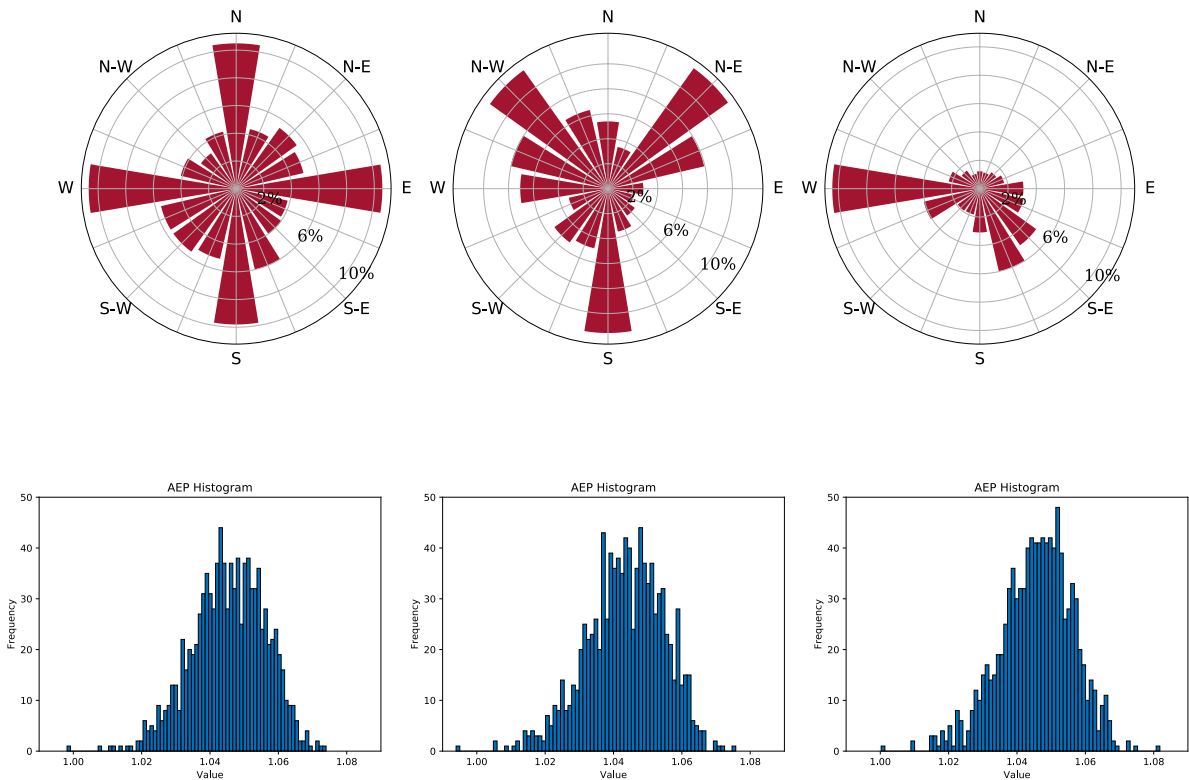 N
N-W
N-E
W
E
2%
6%
10%
S-W
S-E
S
N
N-W
N-E
W
E
2%
6%
10%
S-W
S-E
S
N
N-W
N-E
W
E
2%
6%
10%
S-W
S-E
S
AEP Histogram
50
40
30
20
10
0
Frequency
1.00 1.02 1.04 1.06 1.08
Value
AEP Histogram
50
40
30
20
10
0
Frequency
1.00 1.02 1.04 1.06 1.08
Value
AEP Histogram
50
40
30
20
10
0
Frequency
1.00 1.02 1.04 1.06 1.08
Value